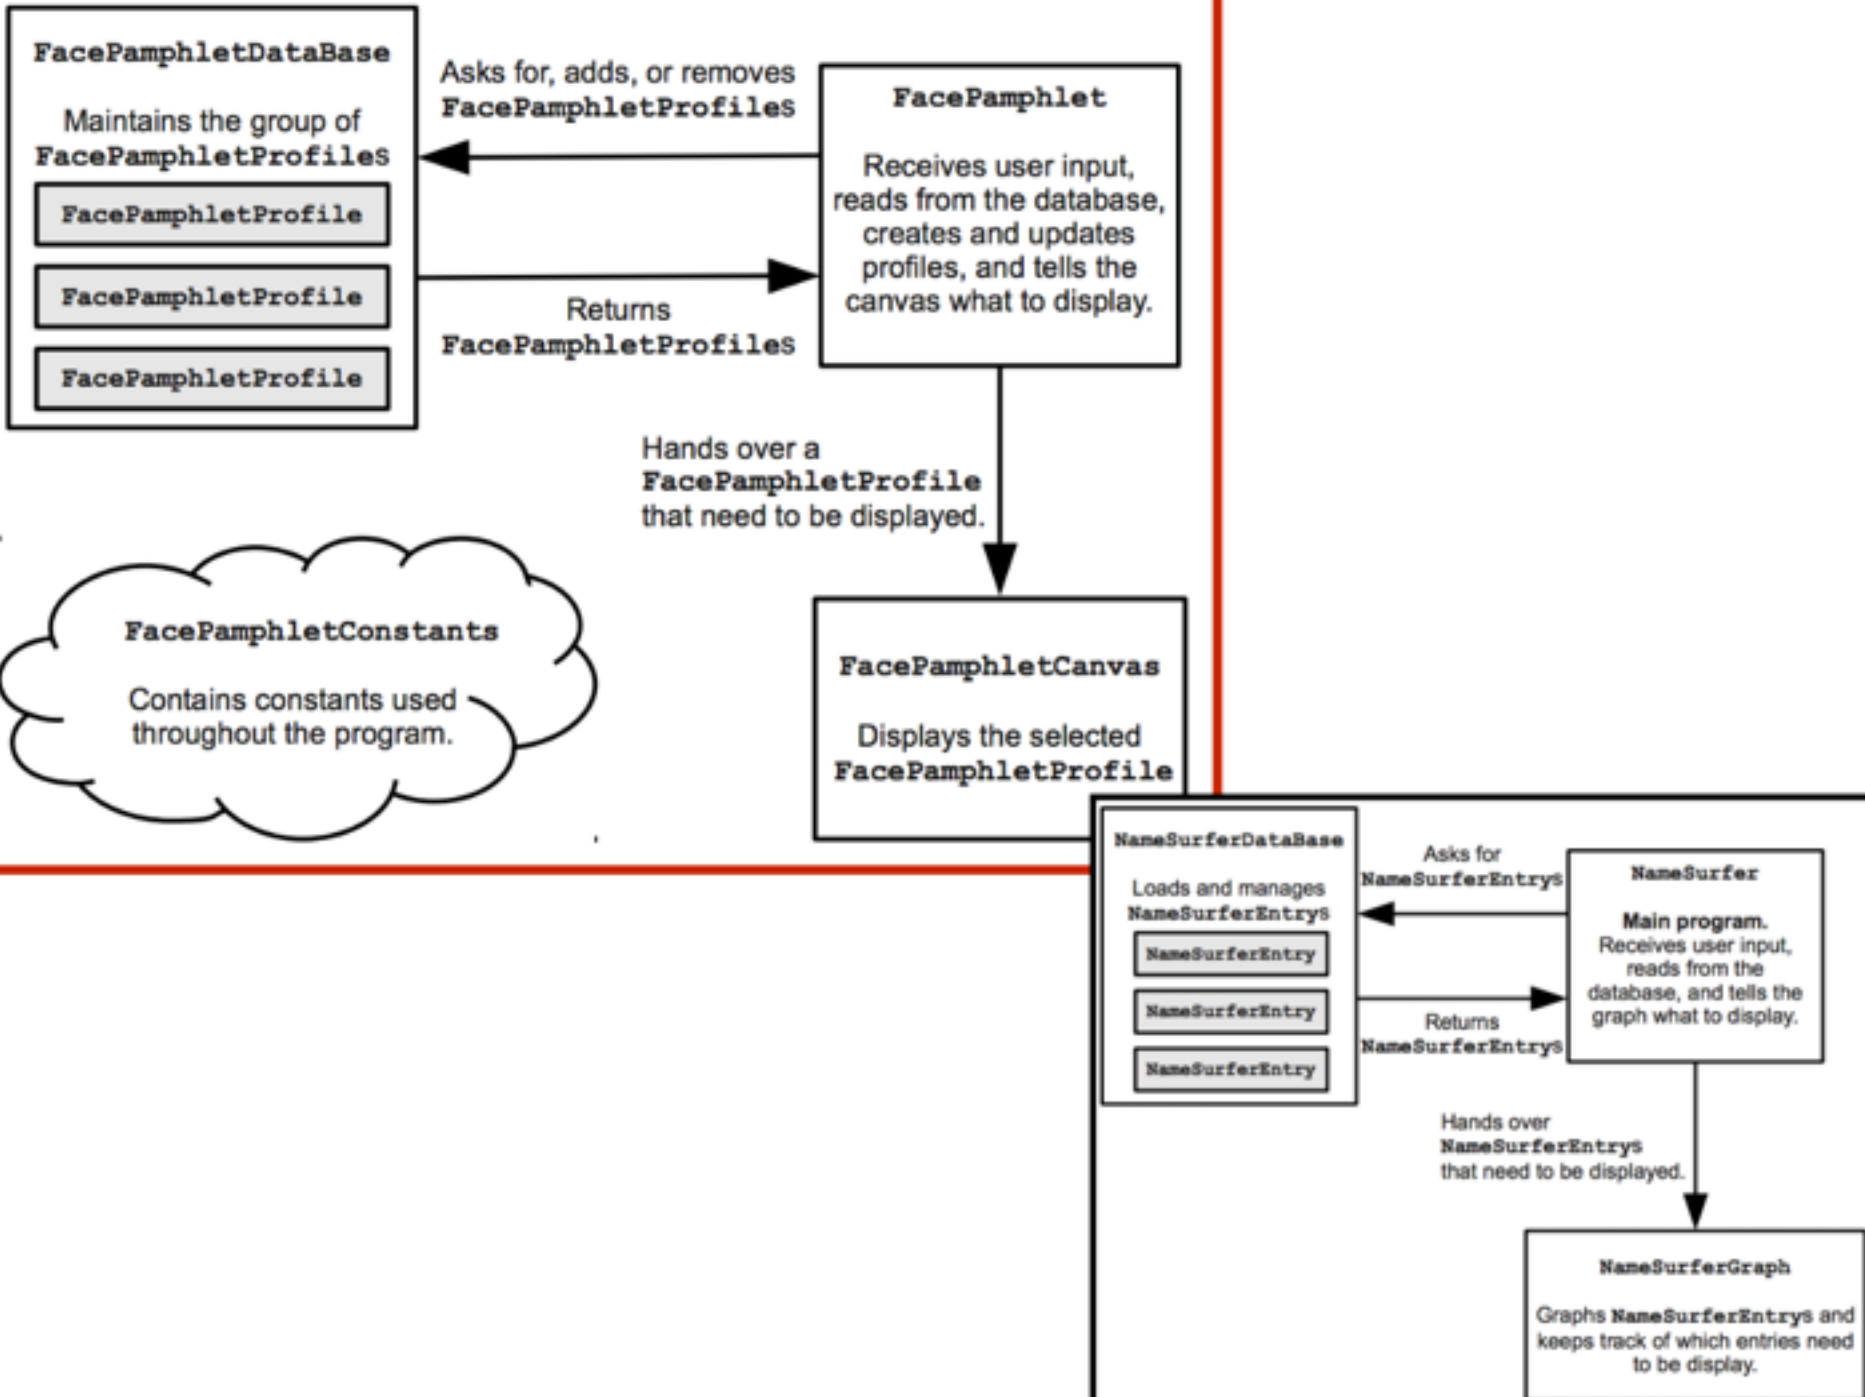 FacePamphletDataBase
Maintains the group of
FacePamphletProfiles
FacePamphletProfile
FacePamphletProfile
FacePamphletProfile
Asks for, adds, or removes
FacePamphletProfiles
Returns
FacePamphletProfiles
FacePamphlet
Receives user input,
reads from the database,
creates and updates
profiles, and tells the
canvas what to display.
Hands over a
FacePamphletProfile
that need to be displayed.
FacePamphletConstants
Contains constants used
throughout the program.
FacePamphletCanvas
Displays the selected
FacePamphletProfile
NameSurferDataBase
Loads and manages
NameSurferEntrys
NameSurferEntry
NameSurferEntry
NameSurferEntry
Asks for
NameSurferEntrys
Returns
NameSurferEntrys
NameSurfer
Main program.
Receives user input,
reads from the
database, and tells the
graph what to display.
Hands over
NameSurferEntrys
that need to be displayed.
NameSurferGraph
Graphs NameSurferEntrys and
keeps track of which entries need
to be display.